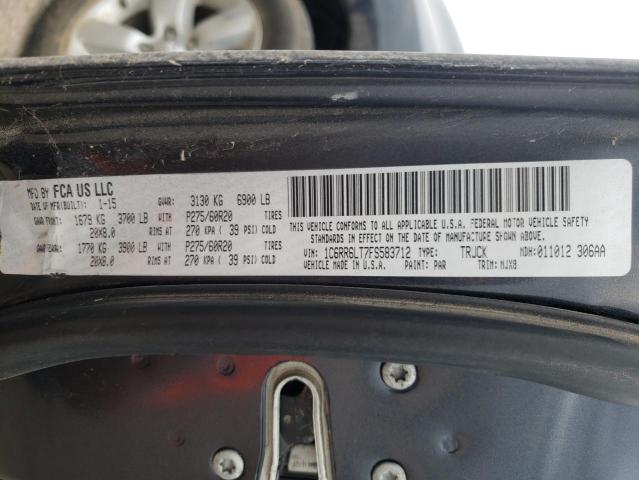 MFD BY FCA US LLC
DATE OF MFR(BUILT): 1-15 GVWR: 3130 KG 6900 LB
GAWR FRONT: 1679 KG 3700 LB WITH P275/60R20 TIRES
20X8.0 RIMS AT 270 KPA ( 39 PSI) COLD
GAWR REAR: 1770 KG 3900 LB WITH P275/60R20 TIRES
20X8.0 RIMS AT 270 KPA ( 39 PSI) COLD
THIS VEHICLE CONFORMS TO ALL APPLICABLE U.S.A. FEDERAL MOTOR VEHICLE SAFETY
STANDARDS IN EFFECT ON THE DATE OF MANUFACTURE SHOWN ABOVE.
VIN: 1C6RR6LT7FS583712 TYPE: TRUCK MDH:011012 306AA
VEHICLE MADE IN U.S.A. PAINT: PAR TRIM: MJX8